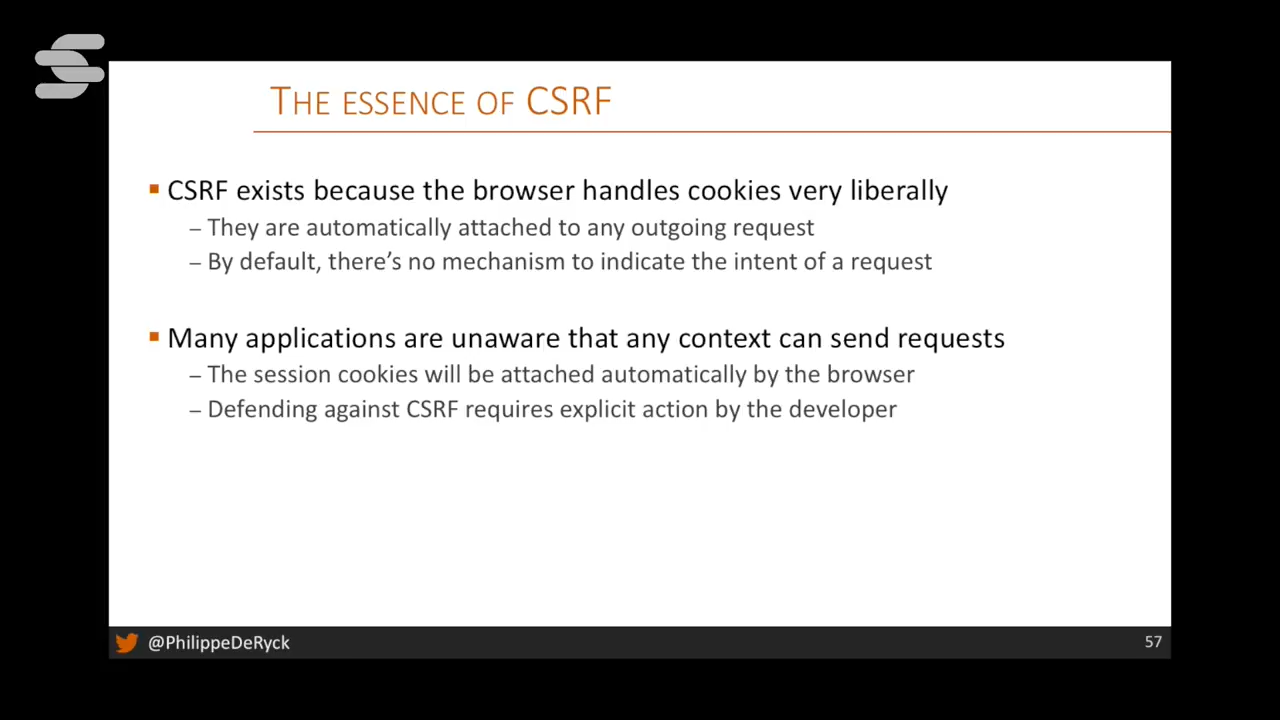 THE ESSENCE OF CSRF
▪ CSRF exists because the browser handles cookies very liberally
– They are automatically attached to any outgoing request
– By default, there's no mechanism to indicate the intent of a request
▪ Many applications are unaware that any context can send requests
– The session cookies will be attached automatically by the browser
– Defending against CSRF requires explicit action by the developer
@PhilippeDeRyck
57